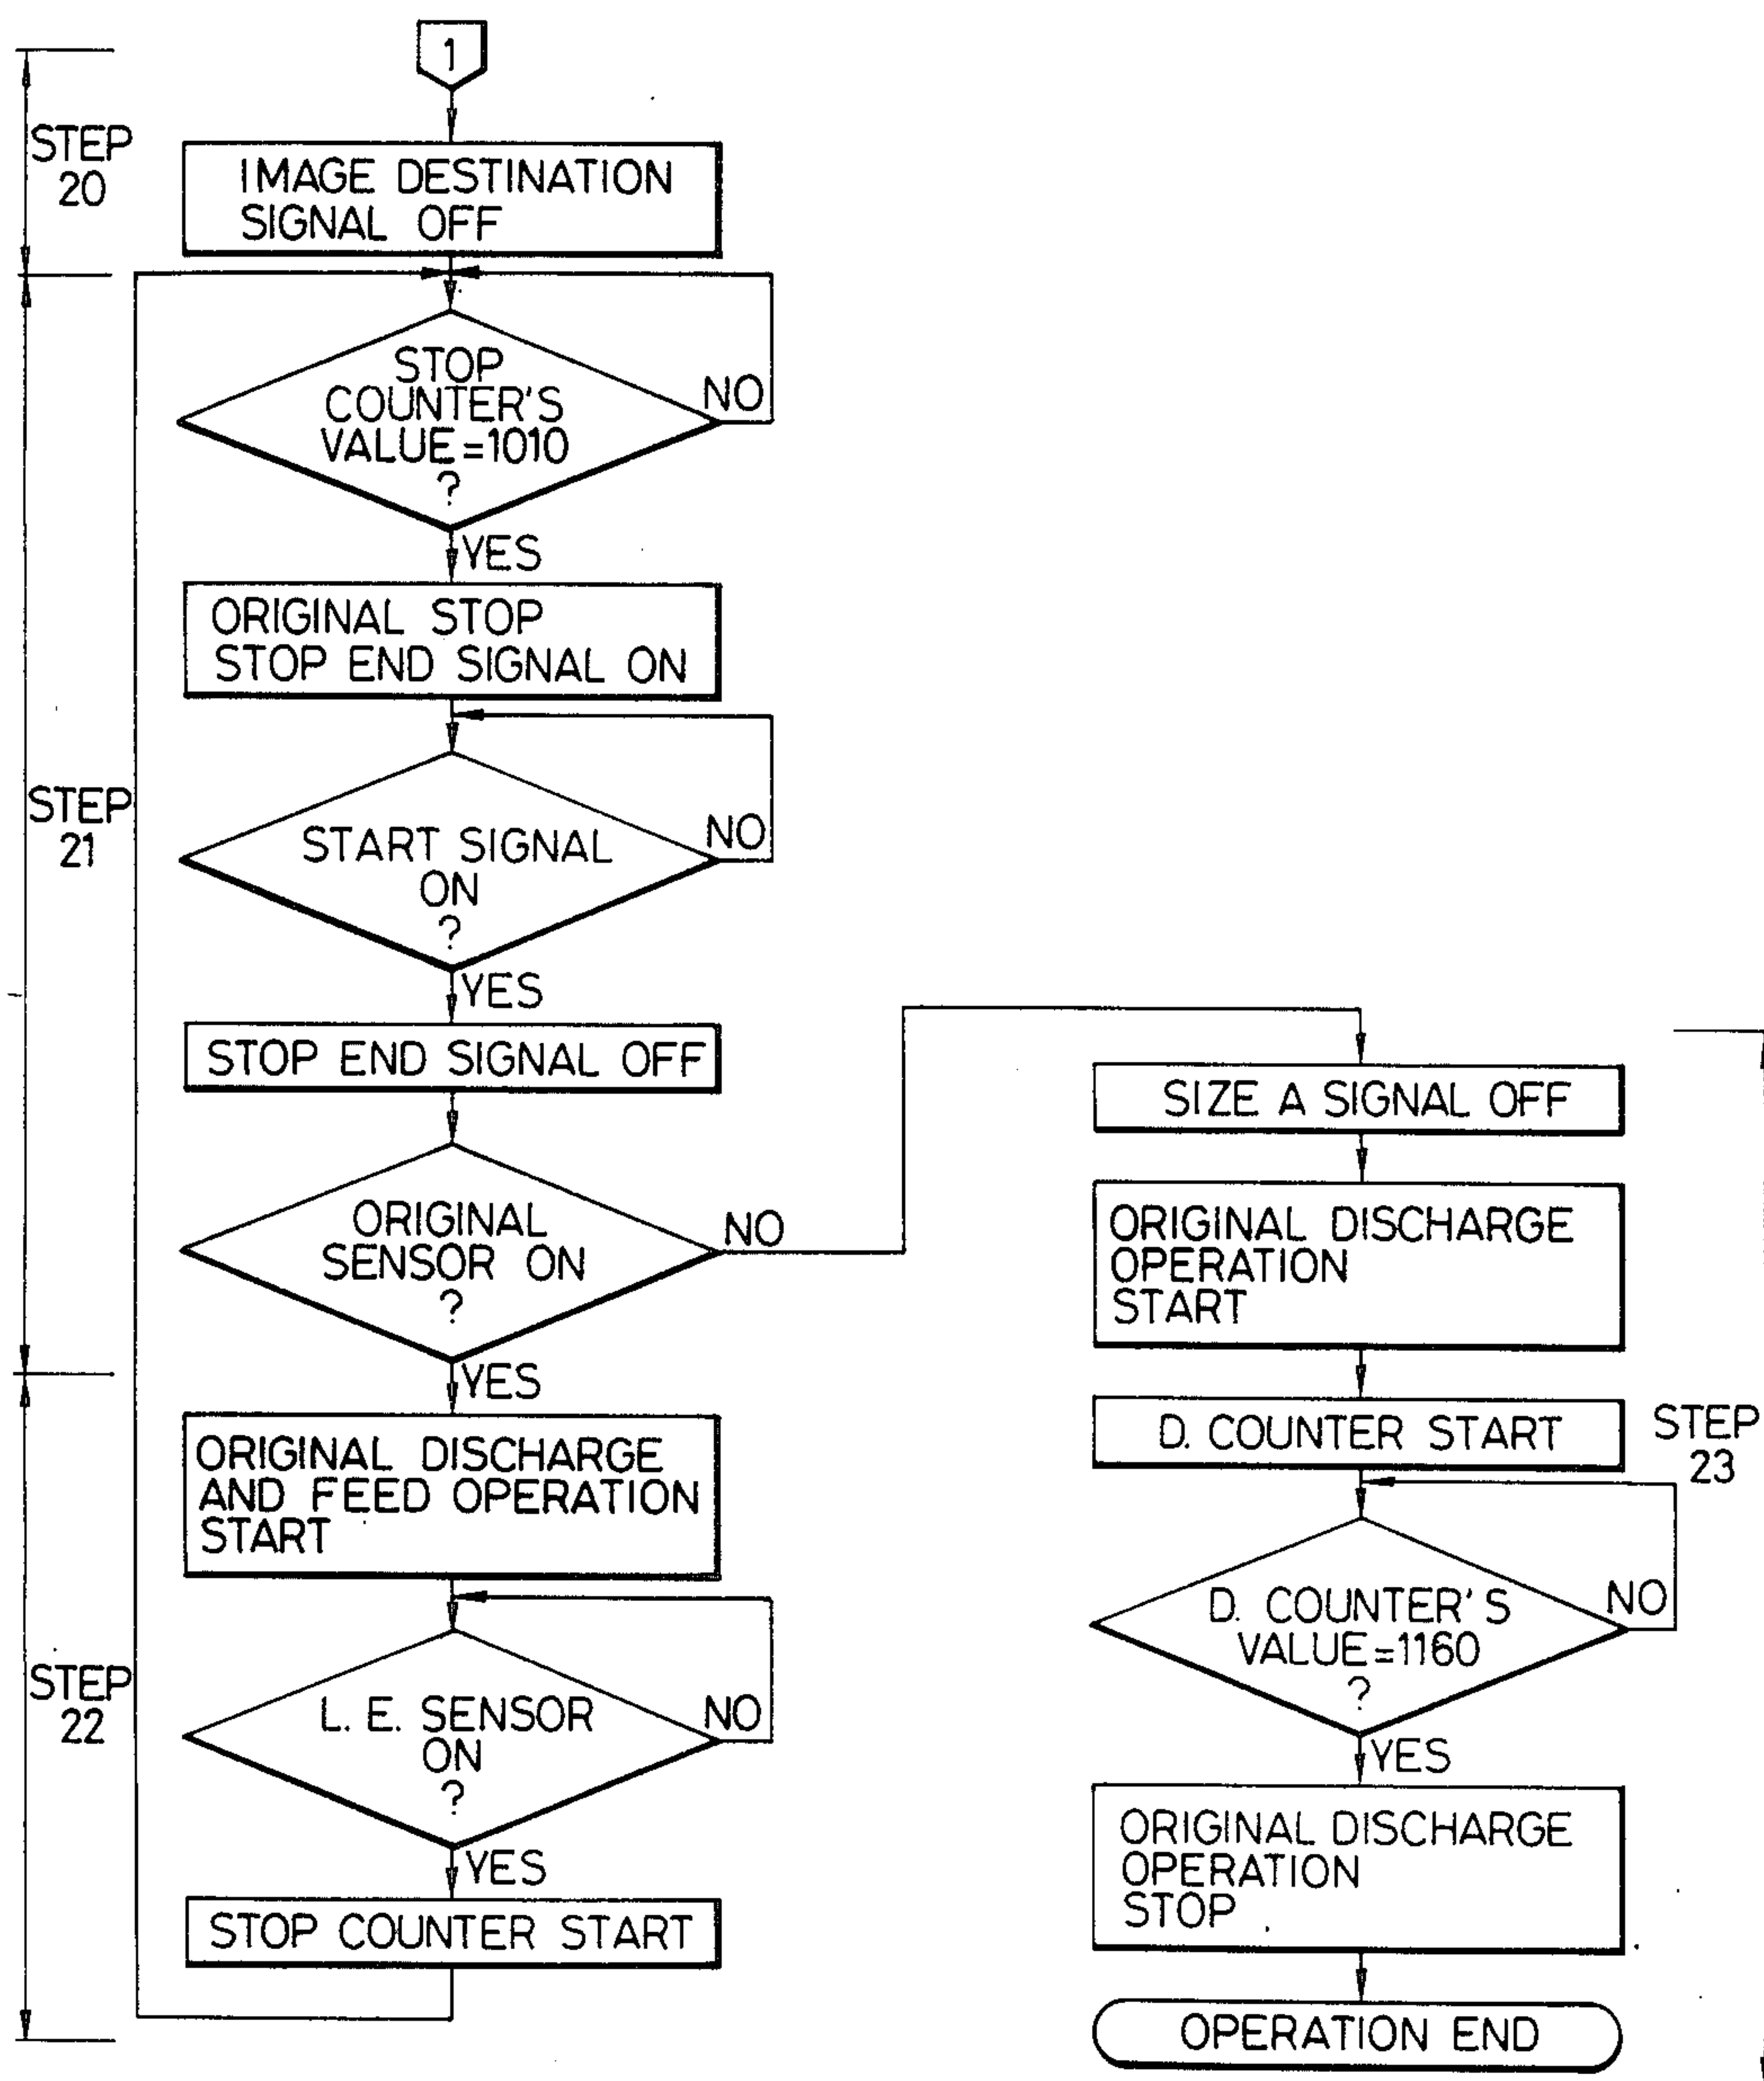 1
STEP
20
IMAGE DESTINATION
SIGNAL OFF
STOP
COUNTER'S
VALUE=1010
?
NO
YES
ORIGINAL STOP
STOP END SIGNAL ON
STEP
21
START SIGNAL
ON
?
NO
YES
STOP END SIGNAL OFF
ORIGINAL
SENSOR ON
?
NO
YES
ORIGINAL DISCHARGE
AND FEED OPERATION
START
STEP
22
L. E. SENSOR
ON
?
NO
YES
STOP COUNTER START
SIZE A SIGNAL OFF
ORIGINAL DISCHARGE
OPERATION
START
D. COUNTER START
STEP
23
D. COUNTER'S
VALUE=1160
?
NO
YES
ORIGINAL DISCHARGE
OPERATION
STOP
OPERATION END